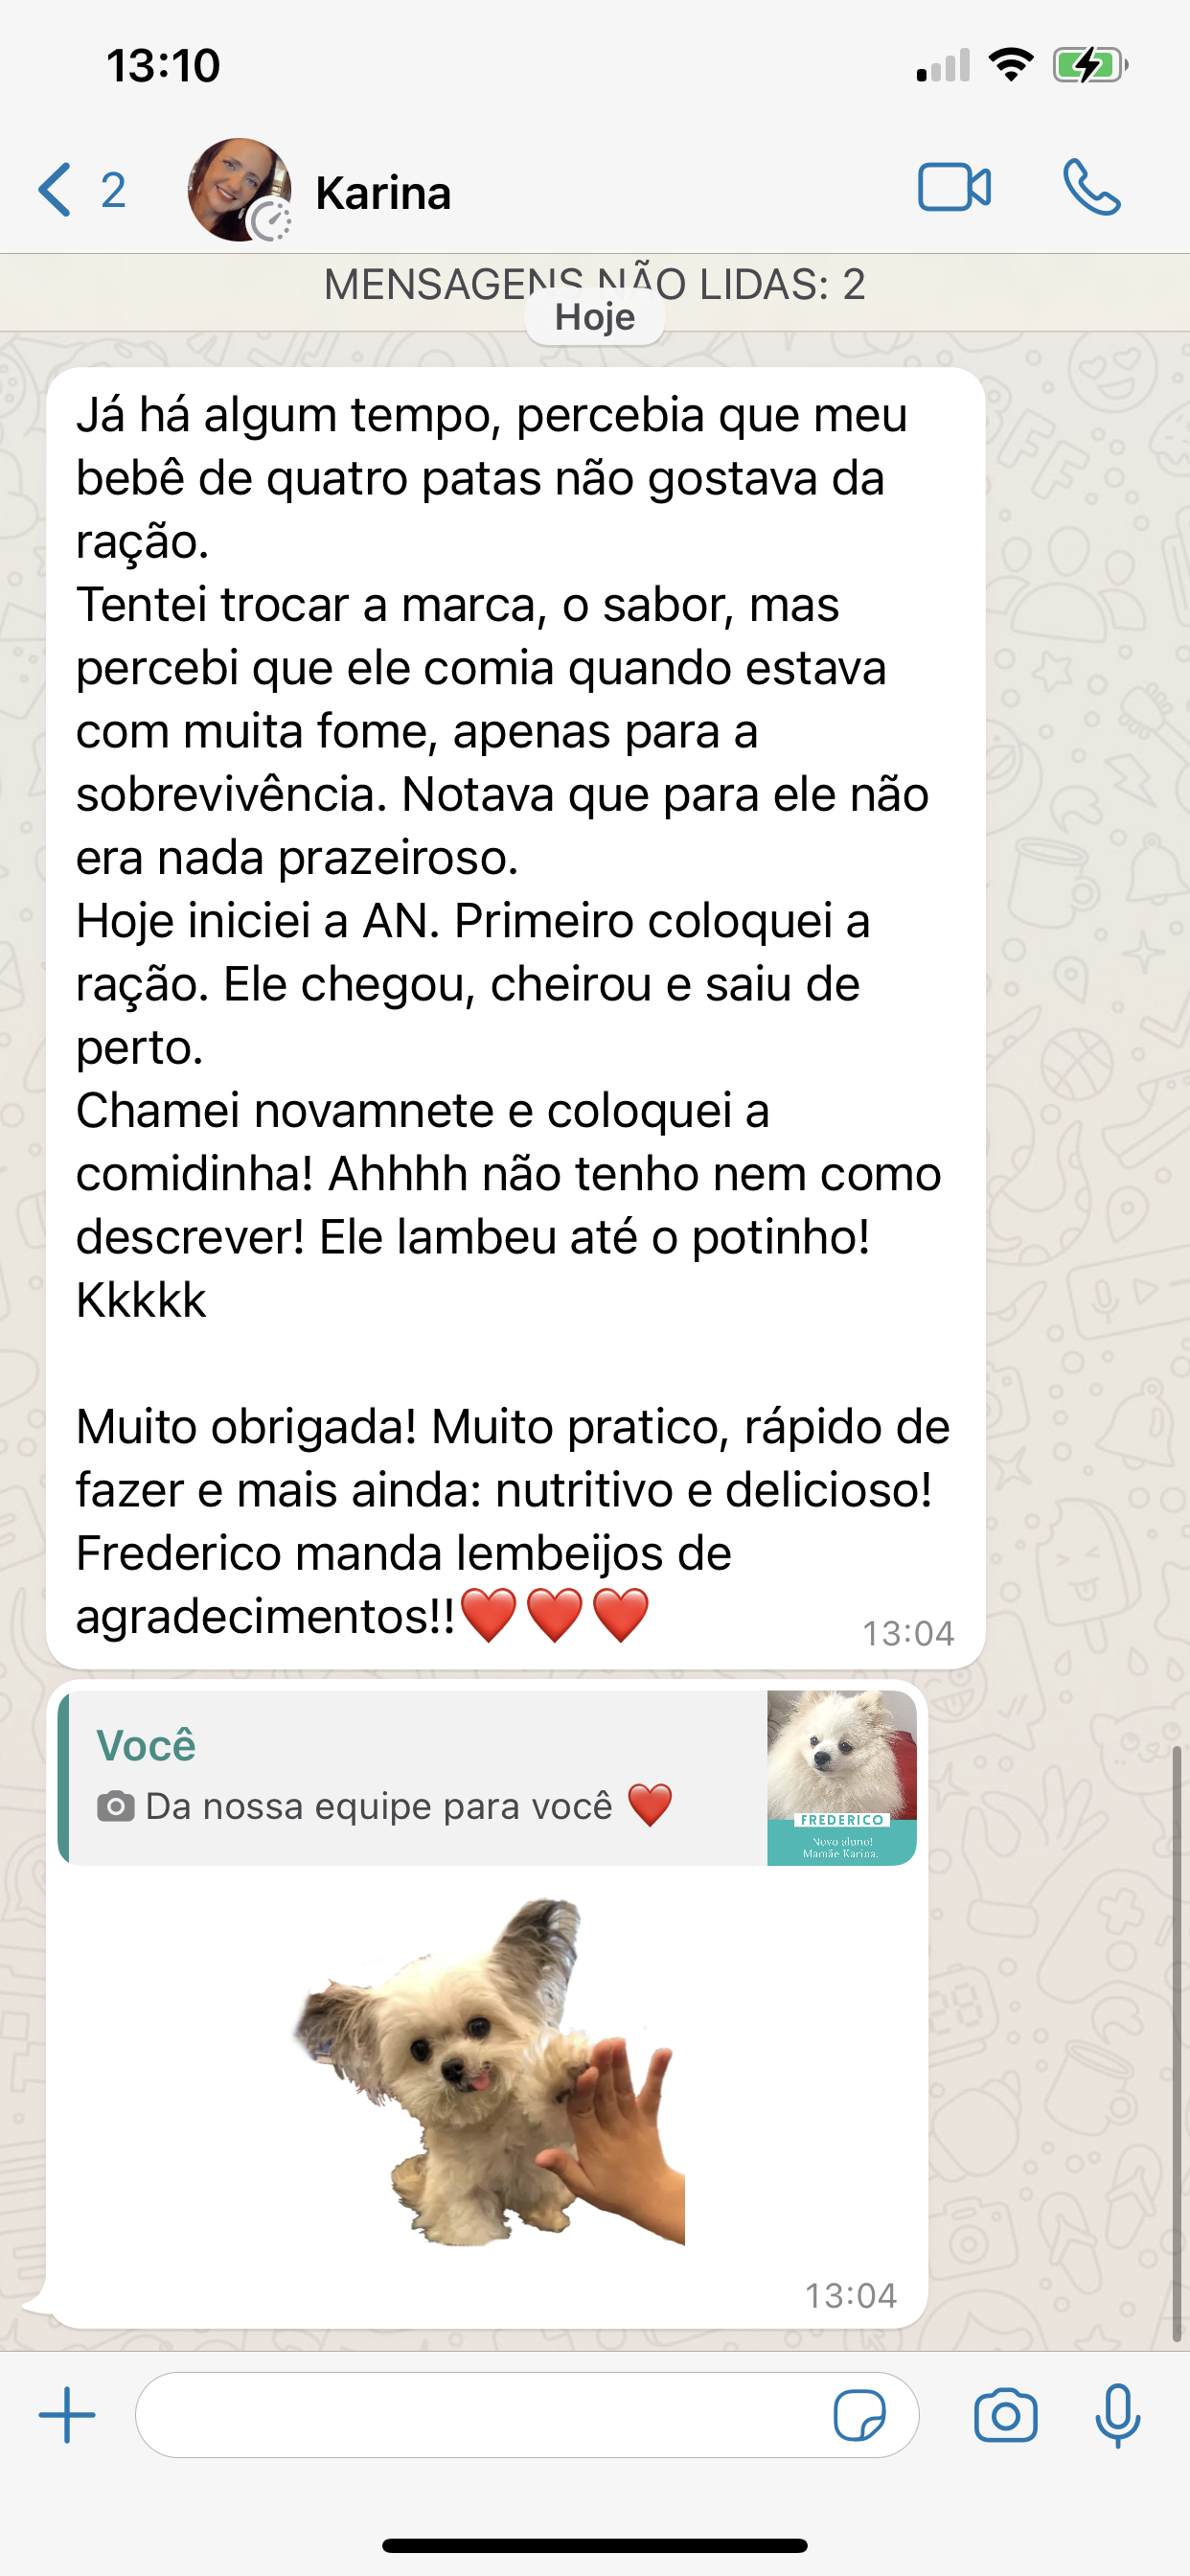 13:10
2
Karina
MENSAGENS NÃO LIDAS: 2
Hoje
Já há algum tempo, percebia que meu
bebê de quatro patas não gostava da
ração.
Tentei trocar a marca, o sabor, mas
percebi que ele comia quando estava
com muita fome, apenas para a
sobrevivência. Notava que para ele não
era nada prazeiroso.
Hoje iniciei a AN. Primeiro coloquei a
ração. Ele chegou, cheirou e saiu de
perto.
Chamei novamnete e coloquei a
comidinha! Ahhhh não tenho nem como
descrever! Ele lambeu até o potinho!
Kkkkk
Muito obrigada! Muito pratico, rápido de
fazer e mais ainda: nutritivo e delicioso!
Frederico manda lembeijos de
agradecimentos!!❤️❤️❤️
13:04
Você
Da nossa equipe para você ❤️
FREDERICO
Novo aluno!
Mamãe Karina.
13:04